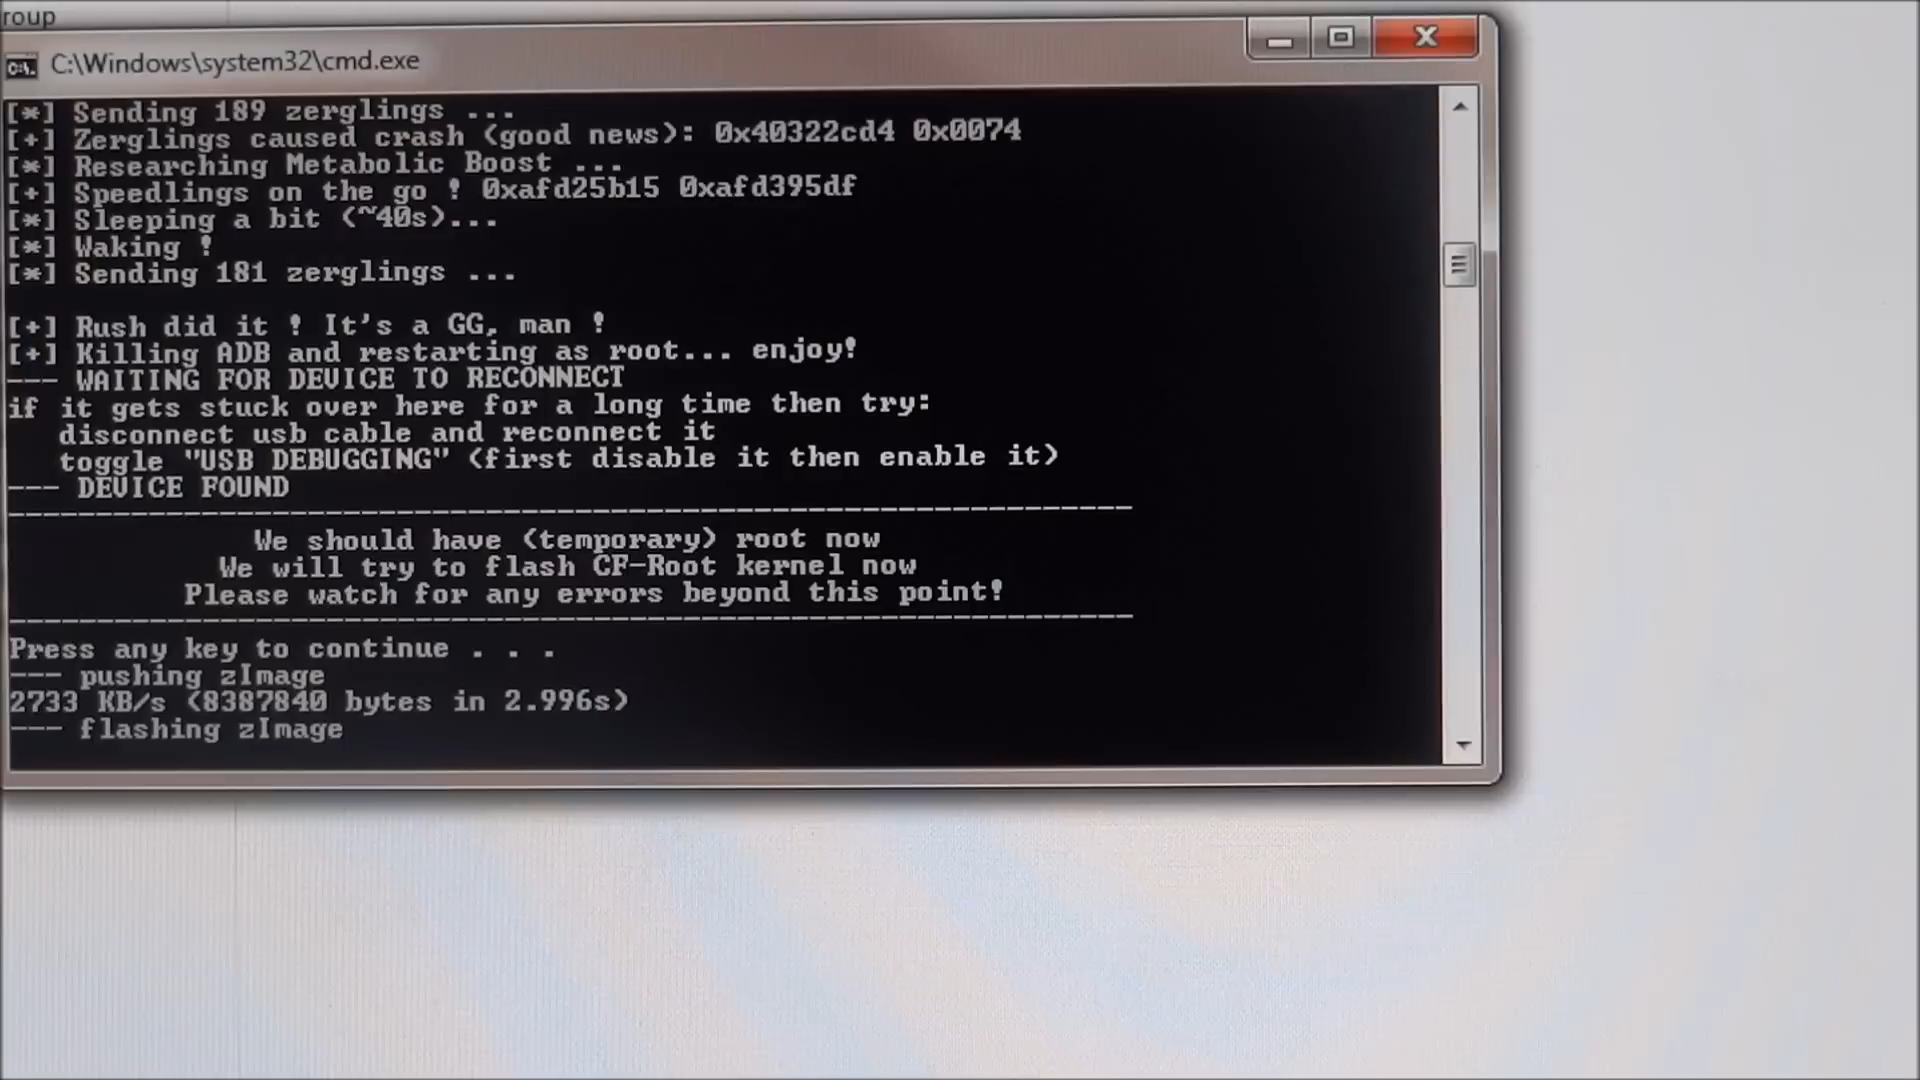 roup
C:\Windows\system32\cmd.exe
[*] Sending 189 zerglings ...
[+] Zerglings caused crash (good news): 0x40322cd4 0x0074
[*] Researching Metabolic Boost ...
[+] Speedlings on the go ! 0xafd25b15 0xafd395df
[*] Sleeping a bit (~40s)...
[*] Waking !
[*] Sending 181 zerglings ...
[+] Rush did it ! It's a GG, man !
[+] Killing ADB and restarting as root... enjoy!
--- WAITING FOR DEVICE TO RECONNECT
if it gets stuck over here for a long time then try:
disconnect usb cable and reconnect it
toggle "USB DEBUGGING" (first disable it then enable it)
--- DEVICE FOUND
We should have (temporary) root now
We will try to flash CF-Root kernel now
Please watch for any errors beyond this point!
Press any key to continue . . .
--- pushing zImage
2733 KB/s (8387840 bytes in 2.996s)
--- flashing zImage